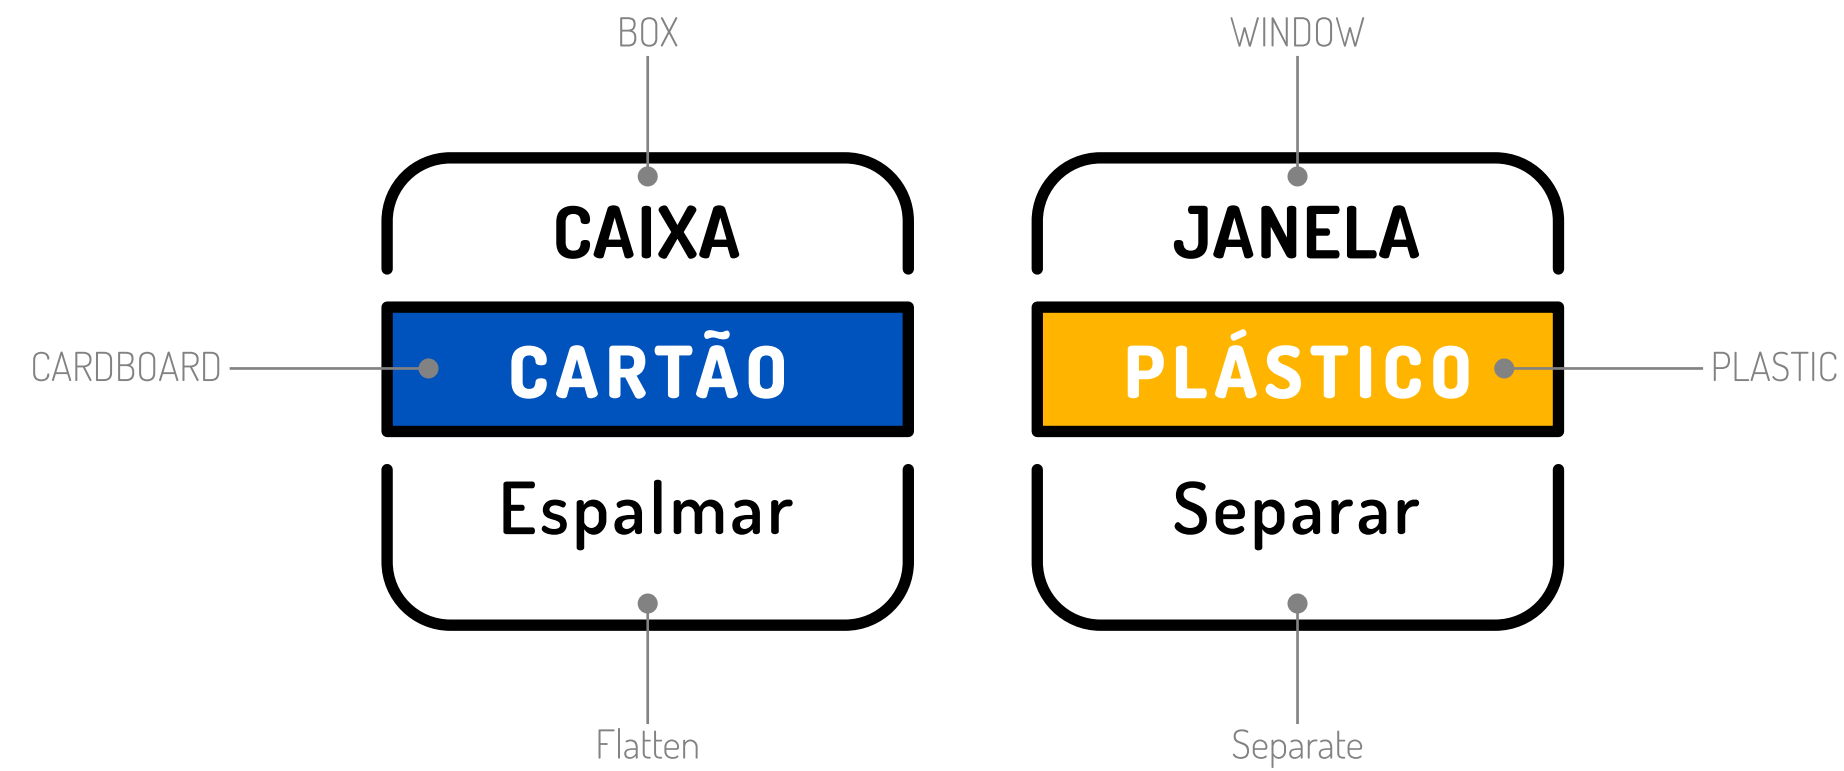 BOX
WINDOW
CAIXA
JANELA
CARDBOARD
CARTÃO
PLÁSTICO
PLASTIC
Espalmar
Separar
Flatten
Separate